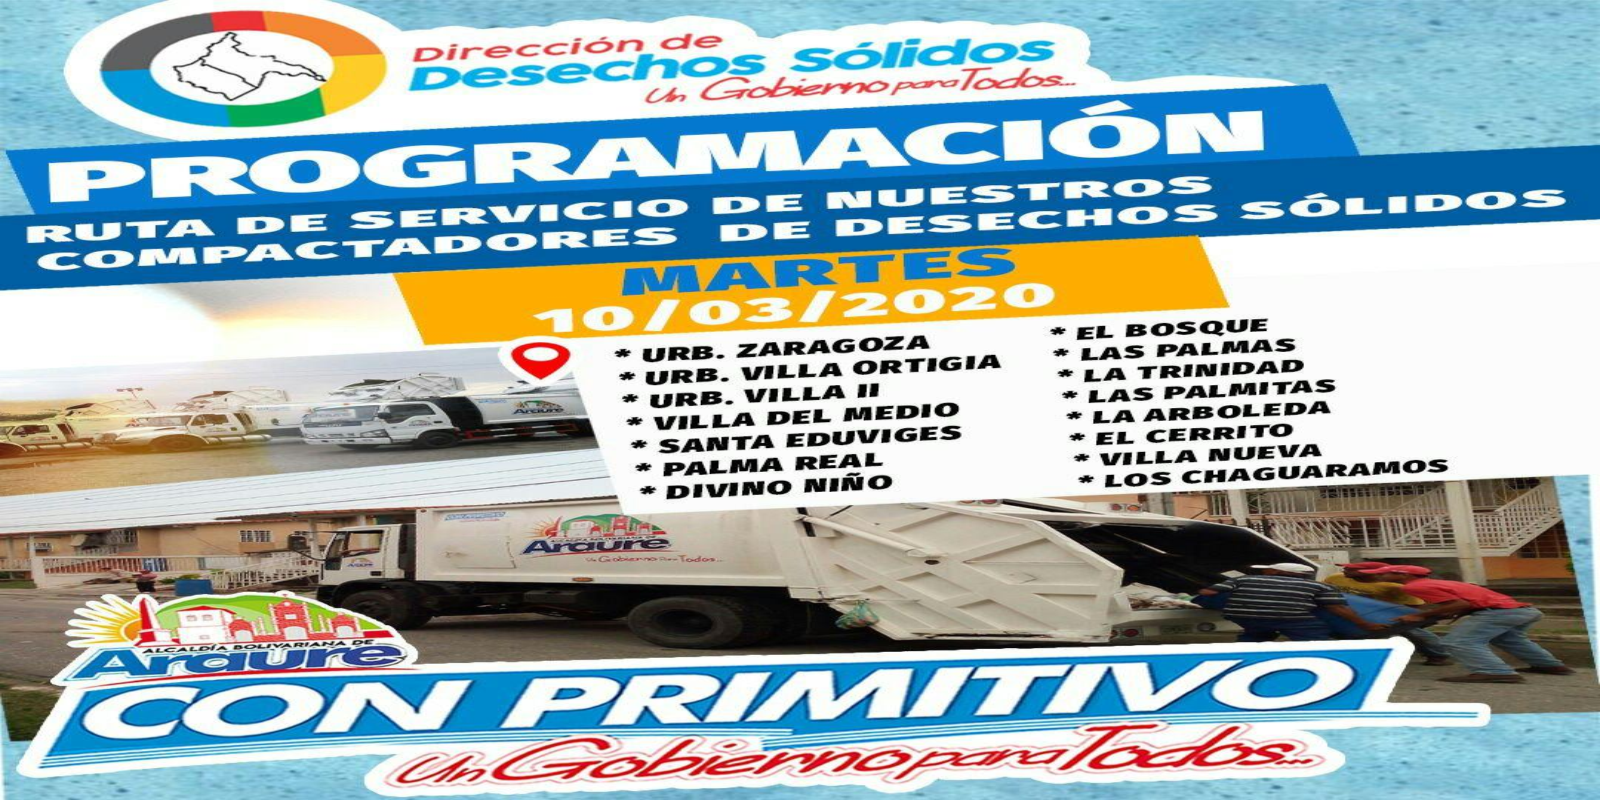 Dirección de
Desechos Sólidos
Un Gobierno para Todos...
PROGRAMACIÓN
RUTA DE SERVICIO DE NUESTROS
COMPACTADORES DE DESECHOS SÓLIDOS
MARTES
10/03/2020
* URB. ZARAGOZA
* URB. VILLA ORTIGIA
* URB. VILLA II
* VILLA DEL MEDIO
* SANTA EDUVIGES
* PALMA REAL
* DIVINO NIÑO
* EL BOSQUE
* LAS PALMAS
* LA TRINIDAD
* LAS PALMITAS
* LA ARBOLEDA
* EL CERRITO
* VILLA NUEVA
* LOS CHAGUARAMOS
Araure
Araure
Un Gobierno Para Todos...
ALCALDÍA BOLIVARIANA DE
Araure
CON PRIMITIVO
Un Gobierno para Todos...